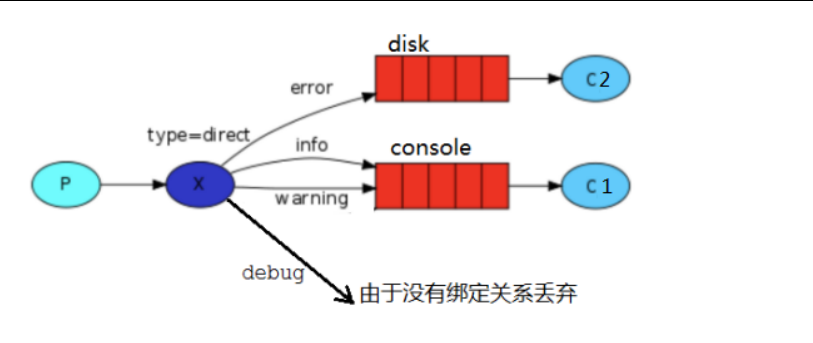 disk
C2
error
type=direct
info
console
P
X
C1
warning
debug
由于没有绑定关系丢弃